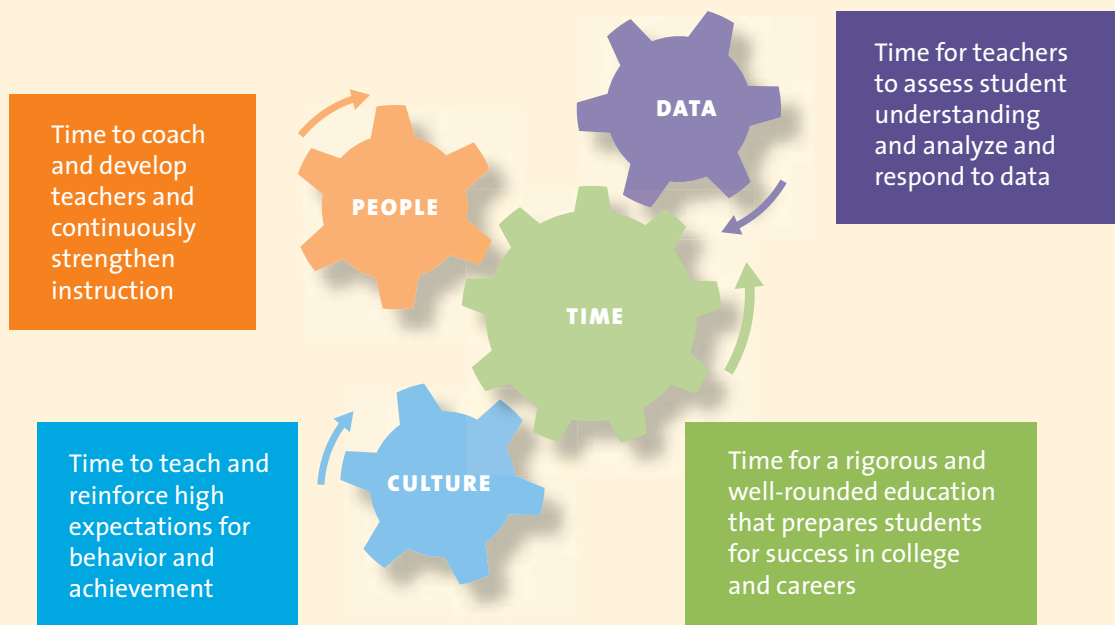 Time to coach
and develop
teachers and
continuously
strengthen
instruction
PEOPLE
DATA
Time for teachers
to assess student
understanding
and analyze and
respond to data
TIME
Time to teach and
reinforce high
expectations for
behavior and
achievement
CULTURE
Time for a rigorous and
well-rounded education
that prepares students
for success in college
and careers